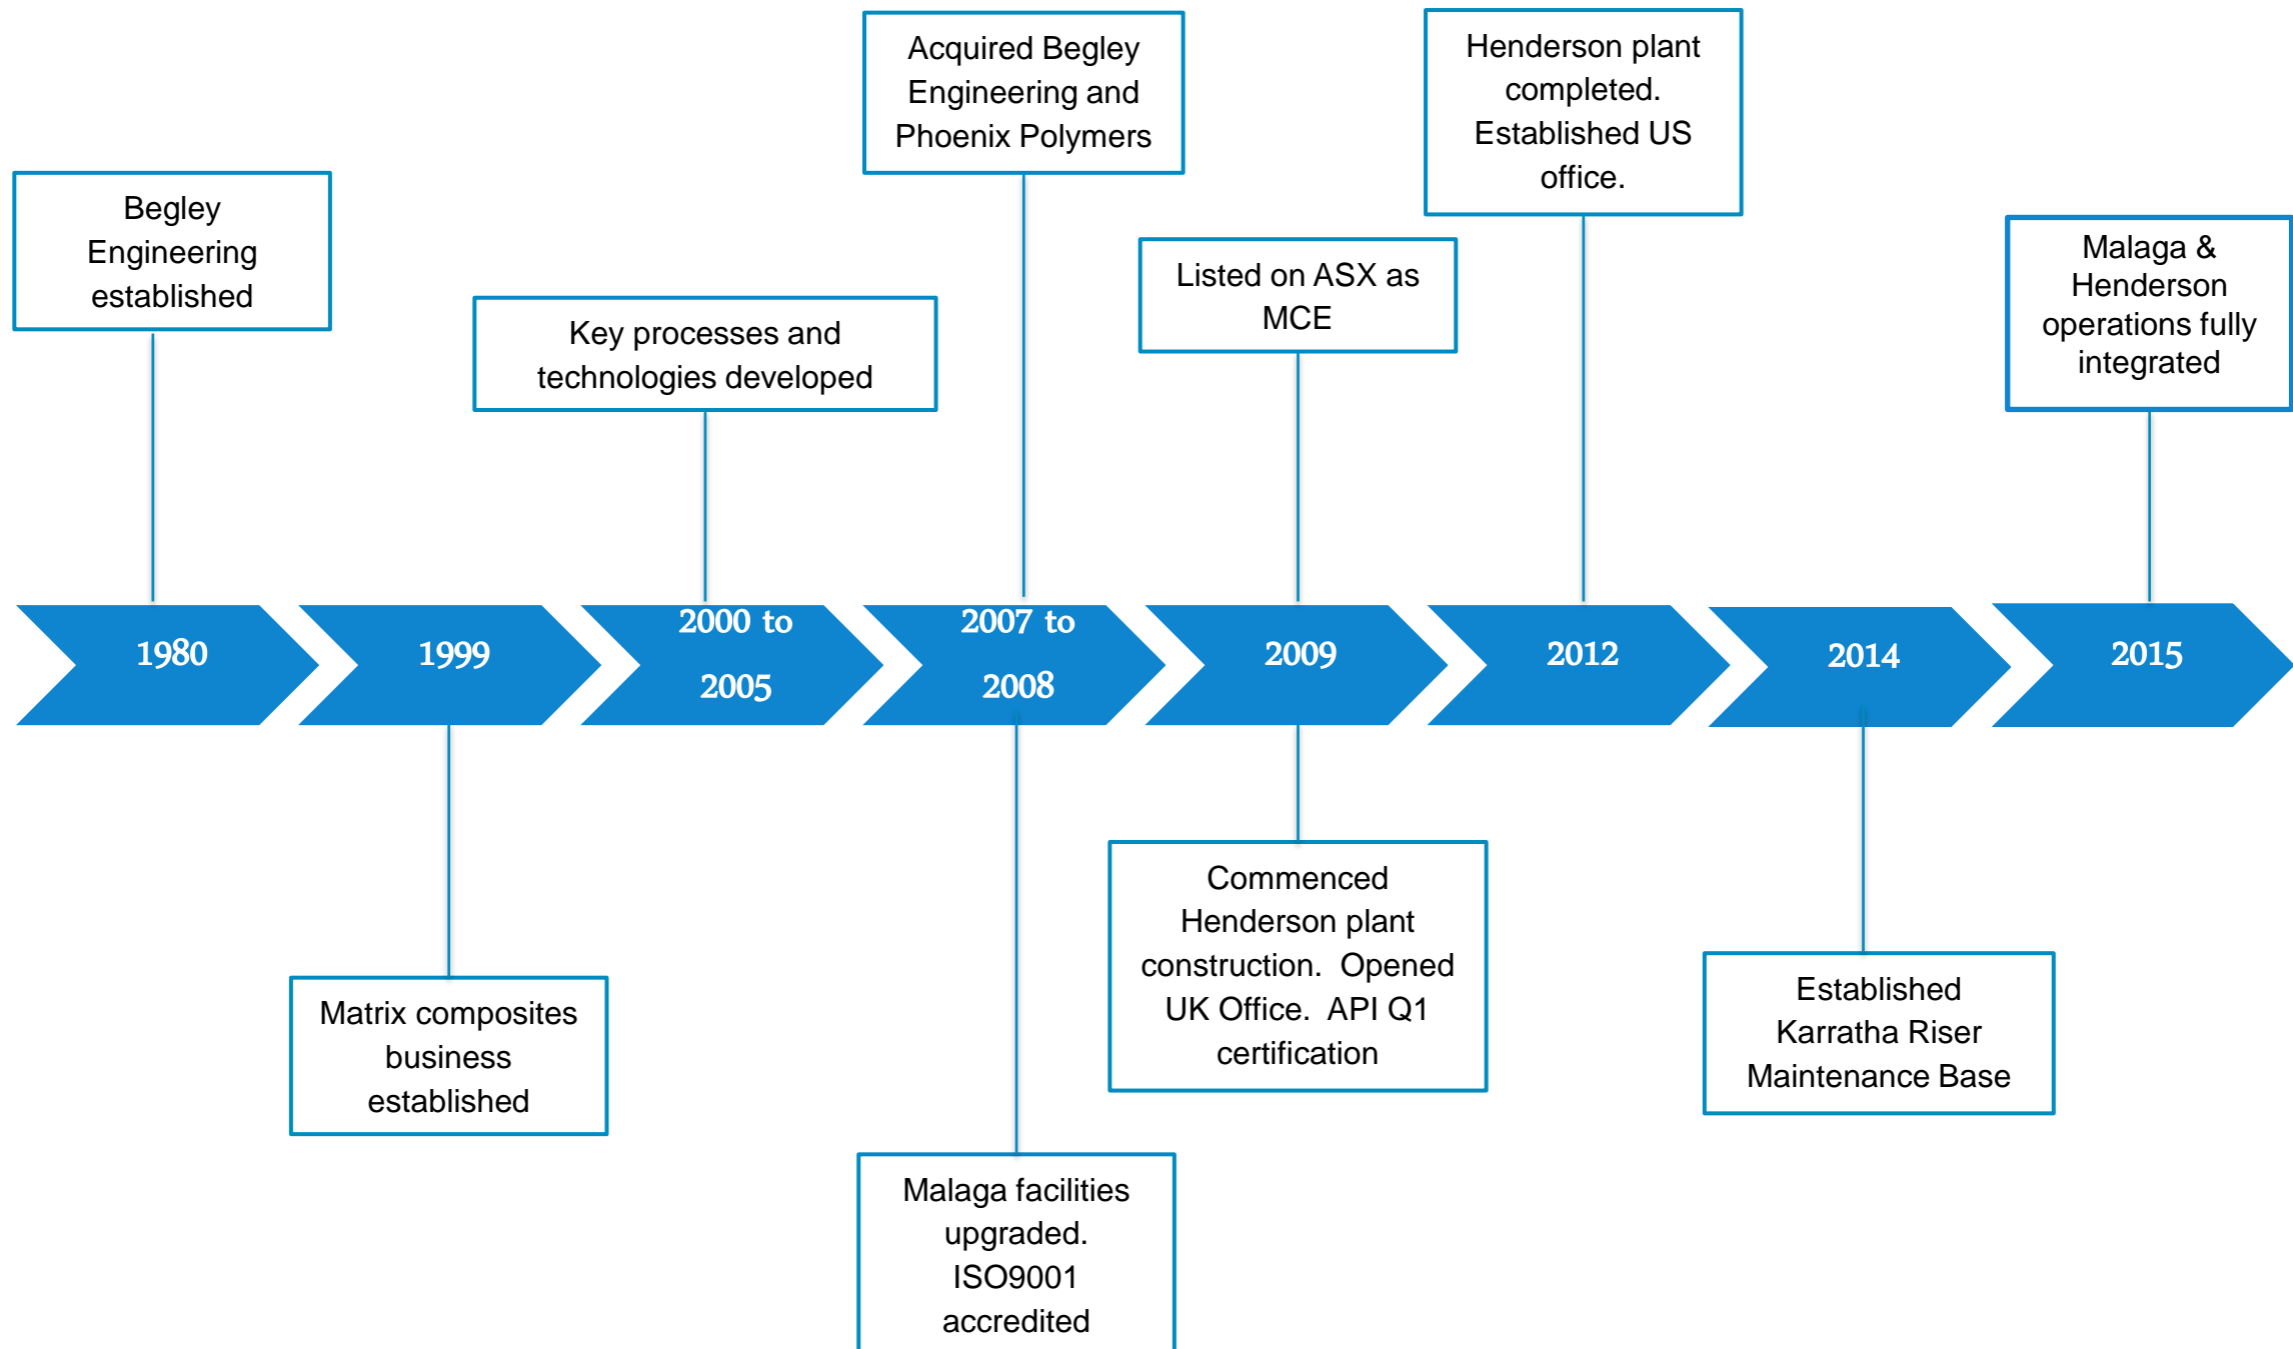 Acquired Begley
Engineering and
Phoenix Polymers
Henderson plant
completed.
Established US
office.
Begley
Engineering
established
Key processes and
technologies developed
Listed on ASX as
MCE
Malaga &
Henderson
operations fully
integrated
1980
1999
2000 to
2005
2007 to
2008
2009
2012
2014
2015
Matrix composites
business
established
Malaga facilities
upgraded.
ISO9001
accredited
Commenced
Henderson plant
construction.  Opened
UK Office.  API Q1
certification
Established
Karratha Riser
Maintenance Base